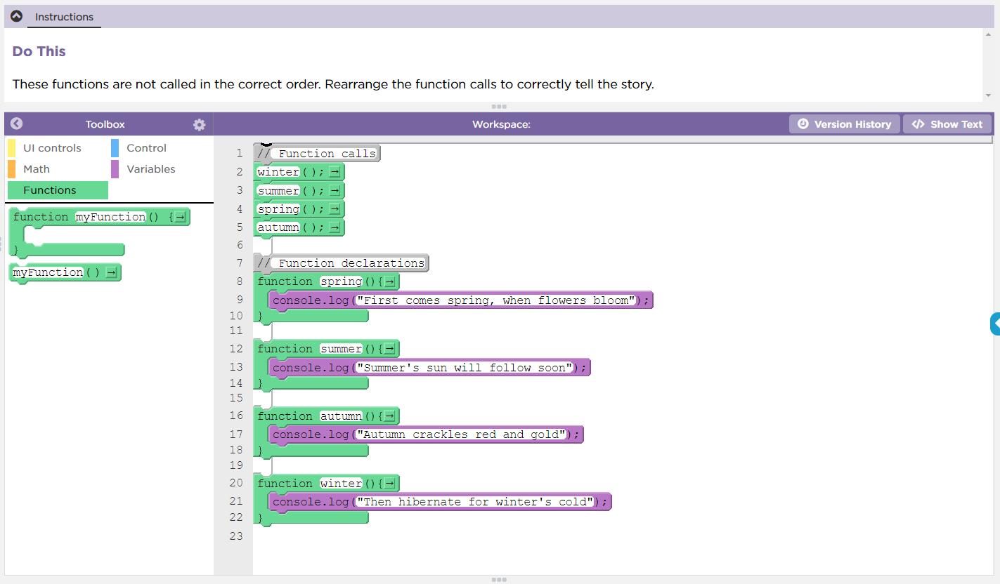 Instructions
Do This
These functions are not called in the correct order. Rearrange the function calls to correctly tell the story.
Toolbox
Workspace:
Version History
</> Show Text
UI controls
Control
Math
Variables
Functions
function myFunction() {→
}
myFunction() →
1 // Function calls
2 winter(); →
3 summer(); →
4 spring(); →
5 autumn(); →
6
7 // Function declarations
8 function spring(){→
9 console.log("First comes spring, when flowers bloom");
10 }
11
12 function summer(){→
13 console.log("Summer's sun will follow soon");
14 }
15
16 function autumn(){→
17 console.log("Autumn crackles red and gold");
18 }
19
20 function winter(){→
21 console.log("Then hibernate for winter's cold");
22 }
23